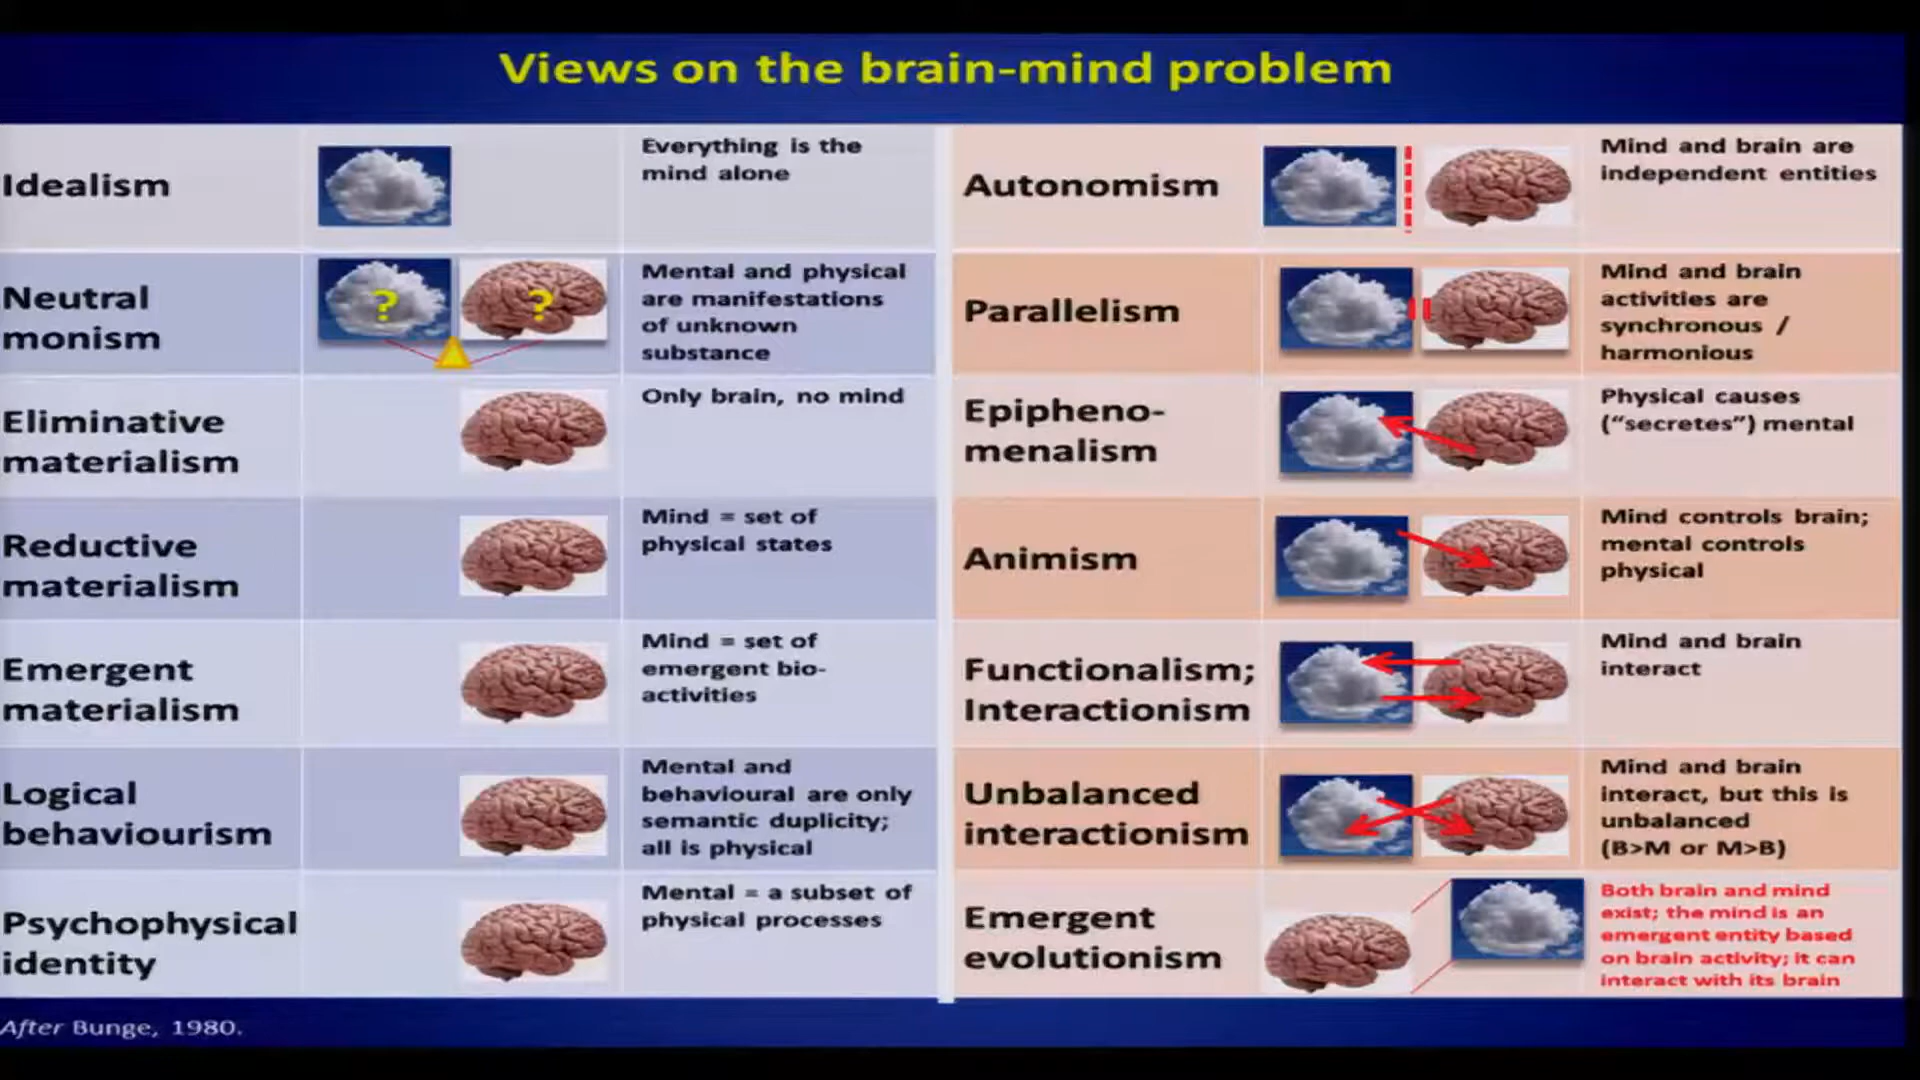 Views on the brain-mind problem
Idealism
Everything is the
mind alone
Neutral
monism
?
?
Mental and physical
are manifestations
of unknown
substance
Eliminative
materialism
Only brain, no mind
Reductive
materialism
Mind = set of
physical states
Emergent
materialism
Mind = set of
emergent bio-
activities
Logical
behaviourism
Mental and
behavioural are only
semantic duplicity;
all is physical
Psychophysical
identity
Mental = a subset of
physical processes
Autonomism
Mind and brain are
independent entities
Parallelism
Mind and brain
activities are
synchronous /
harmonious
Epipheno-
menalism
Physical causes
(“secretes”) mental
Animism
Mind controls brain;
mental controls
physical
Functionalism;
Interactionism
Mind and brain
interact
Unbalanced
interactionism
Mind and brain
interact, but this is
unbalanced
(B>M or M>B)
Emergent
evolutionism
Both brain and mind
exist; the mind is an
emergent entity based
on brain activity; it can
interact with its brain
After Bunge, 1980.